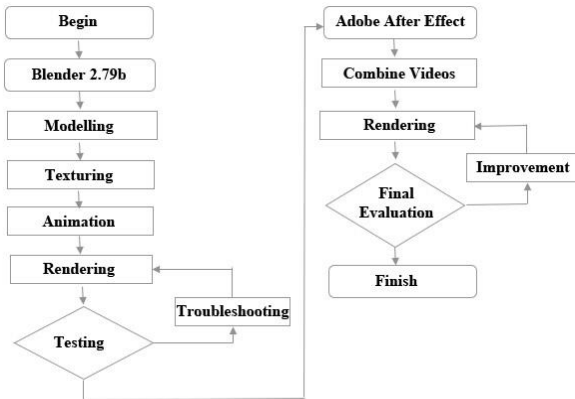 Begin
Blender 2.79b
Modelling
Texturing
Animation
Rendering
Troubleshooting
Testing
Adobe After Effect
Combine Videos
Rendering
Improvement
Final
Evaluation
Finish